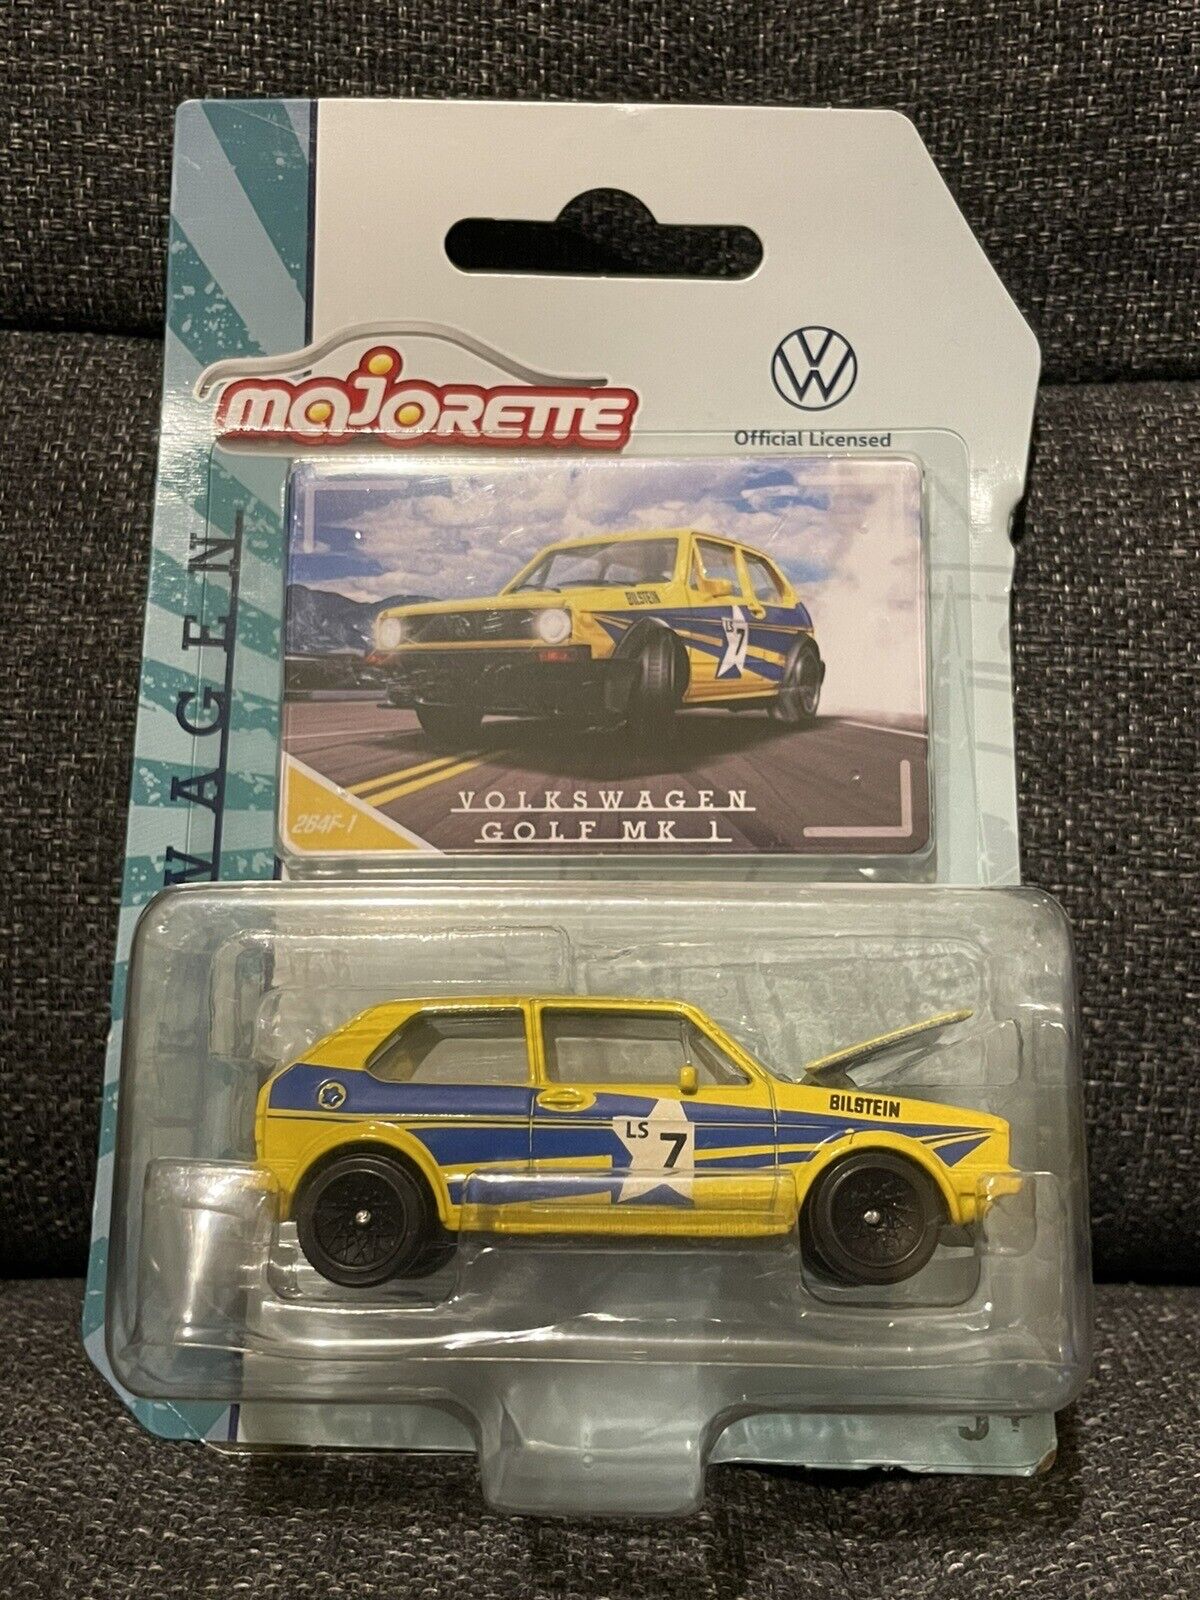 majorette
Official Licensed
WAGEN
BILSTEIN
LS
7
264F-1
VOLKSWAGEN
GOLF MK 1
BILSTEIN
LS
7